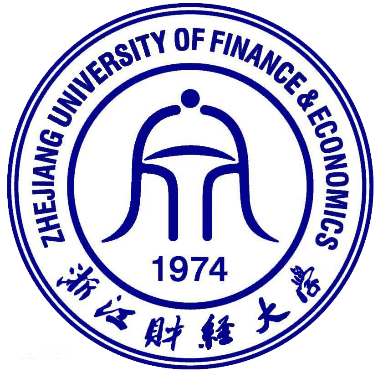 ZHEJIANG UNIVERSITY OF FINANCE & ECONOMICS
1974
浙江财经大学